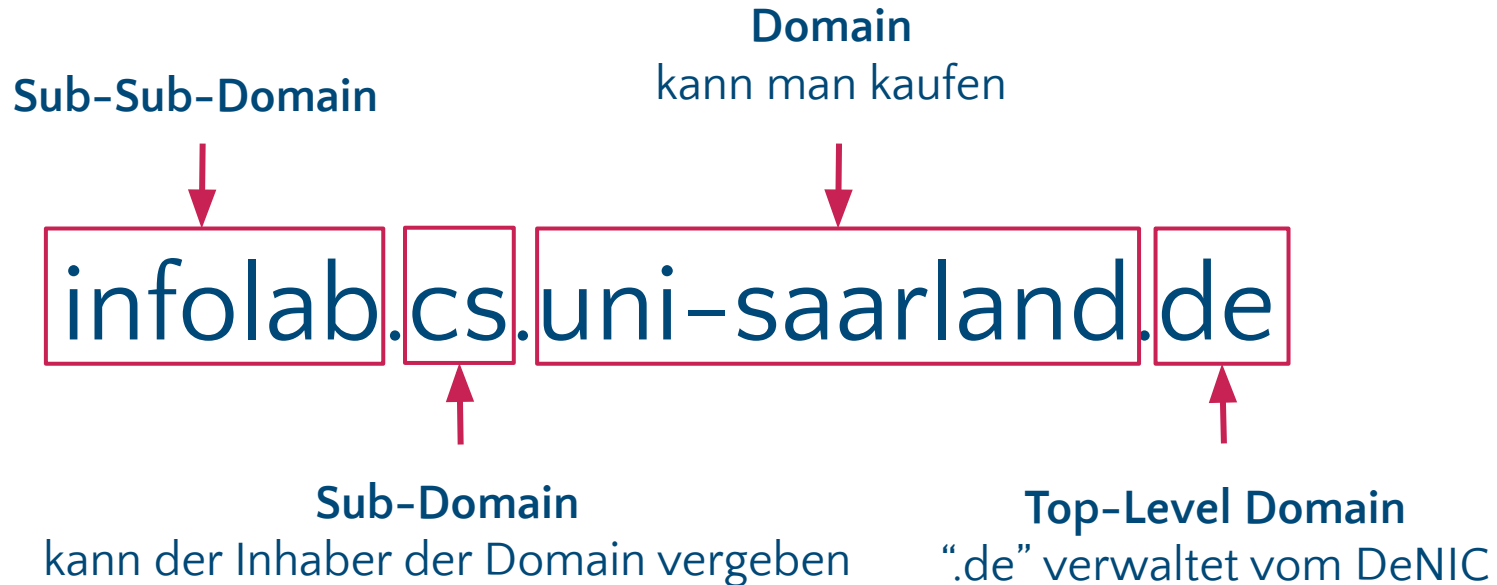 Domain
kann man kaufen
Sub-Sub-Domain
infolab.cs.uni-saarland.de
Sub-Domain
kann der Inhaber der Domain vergeben
Top-Level Domain
“.de” verwaltet vom DeNIC